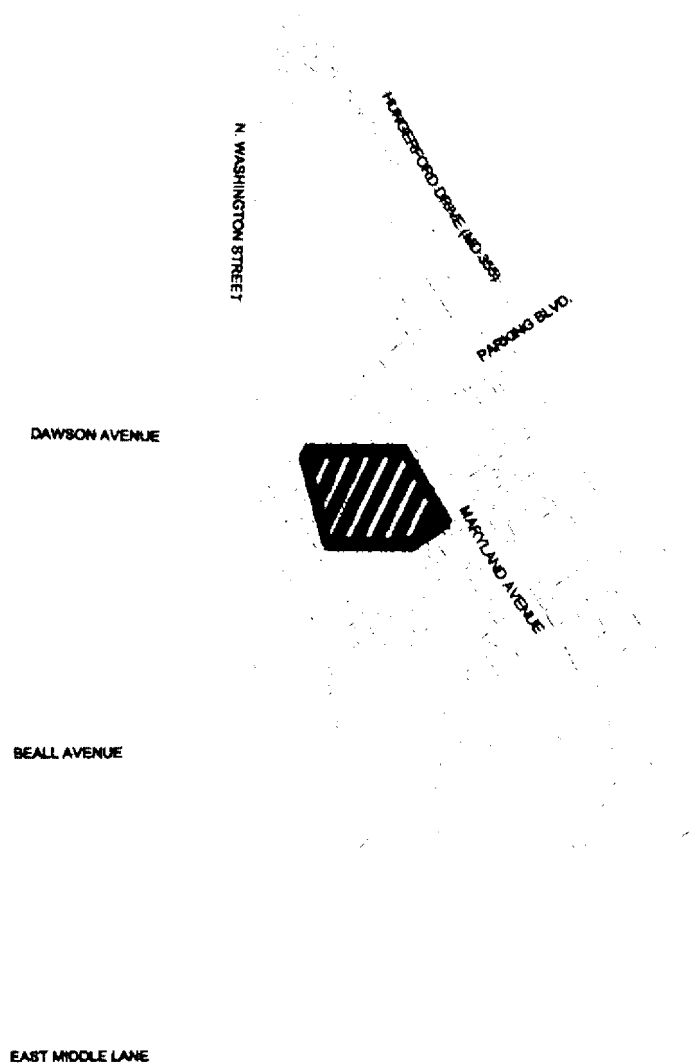 HUNGERFORD DRIVE (MD 355)
N. WASHINGTON STREET
PARKING BLVD.
DAWSON AVENUE
MARYLAND AVENUE
BEALL AVENUE
EAST MIDDLE LANE